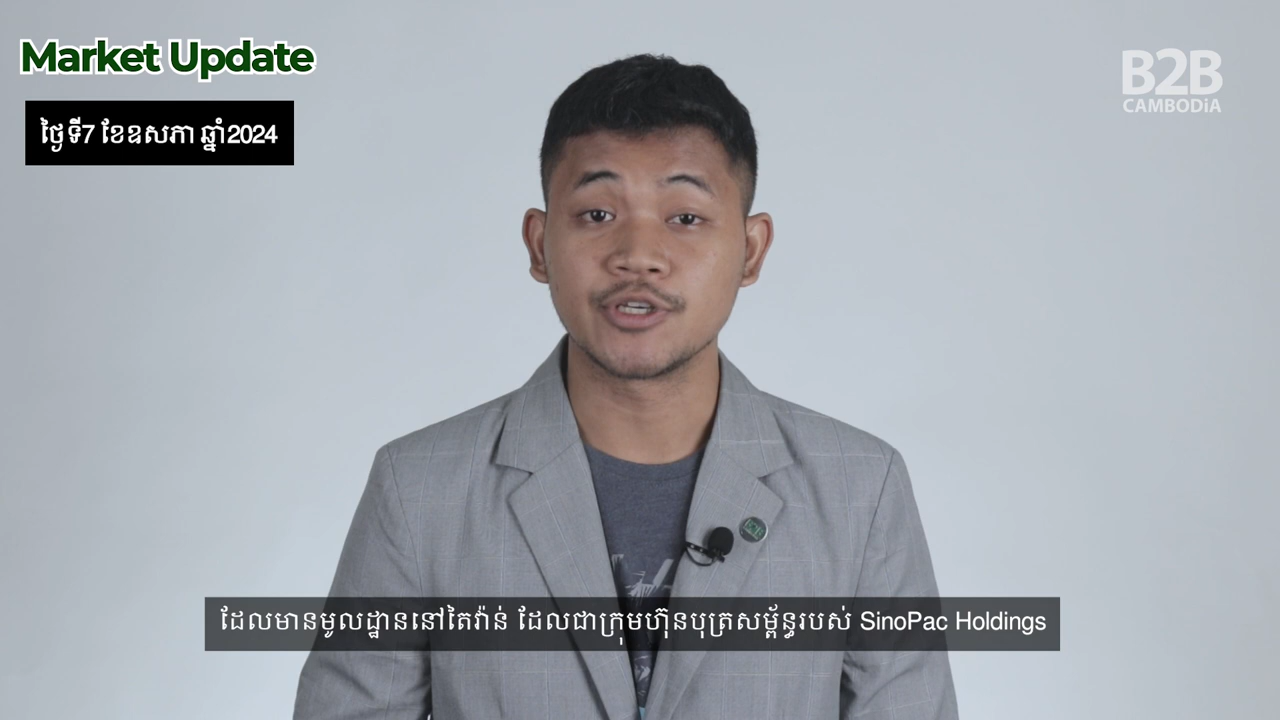 Market Update
ថ្ងៃទី7 ខែឧសភា ឆ្នាំ2024
B2B
CAMBODiA
ដែលមានមូលដ្ឋាននៅតៃវ៉ាន់ ដែលជាក្រុមហ៊ុនបុត្រសម្ព័ន្ធរបស់ SinoPac Holdings